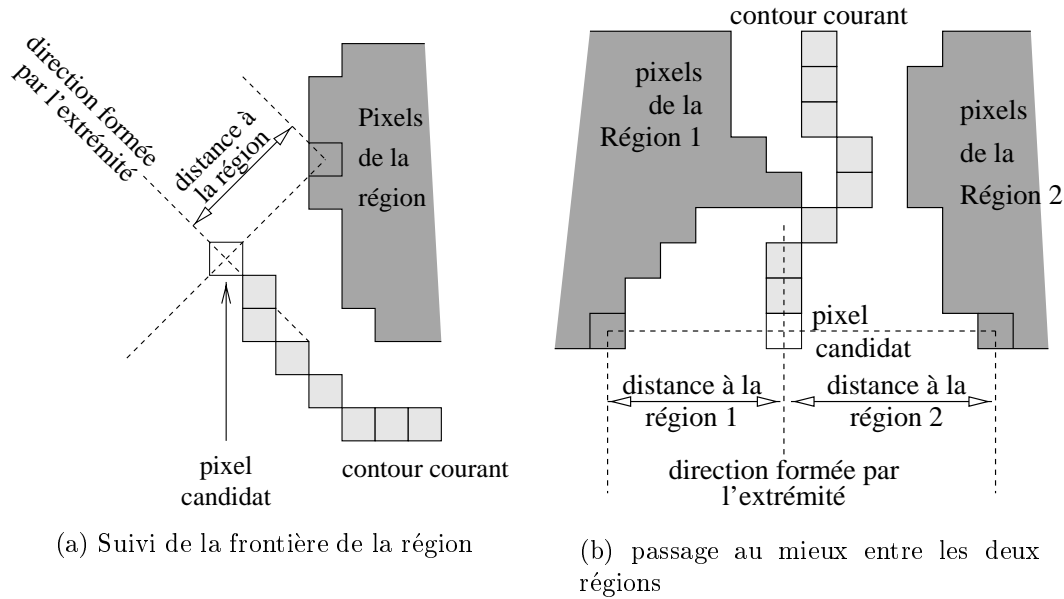 direction formée
par l'extrémité
distance à
la région
Pixels
de la
région
pixel
candidat
contour courant
(a) Suivi de la frontière de la région
contour courant
pixels
de la
Région 1
pixels
de la
Région 2
pixel
candidat
distance à la
région 1
distance à la
région 2
direction formée par
l'extrémité
(b) passage au mieux entre les deux
régions